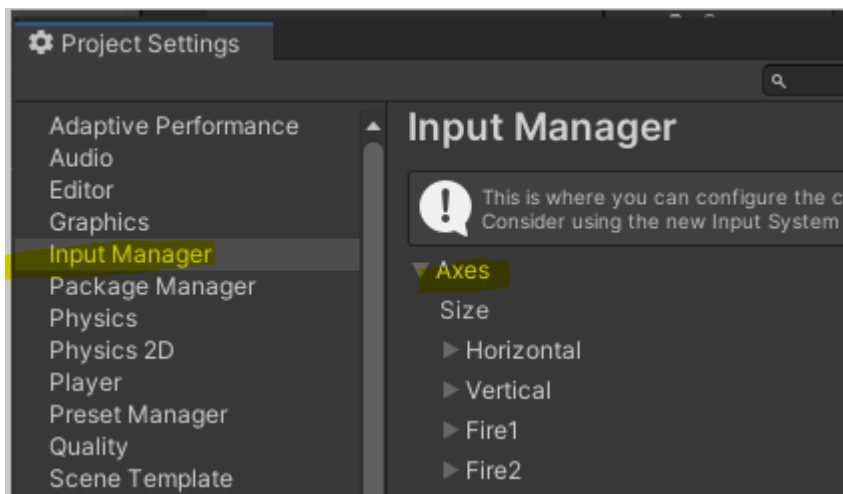 Project Settings
Adaptive Performance
Audio
Editor
Graphics
Input Manager
Package Manager
Physics
Physics 2D
Player
Preset Manager
Quality
Scene Template
Input Manager
This is where you can configure the c
Consider using the new Input System
Axes
Size
Horizontal
Vertical
Fire1
Fire2